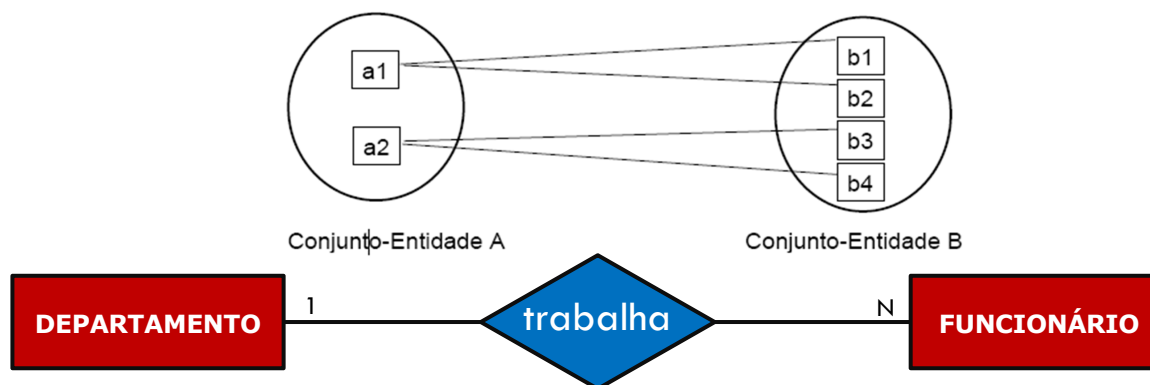 a1
b1
b2
a2
b3
b4
Conjunto-Entidade A
Conjunto-Entidade B
DEPARTAMENTO 1 trabalha N FUNCIONÁRIO